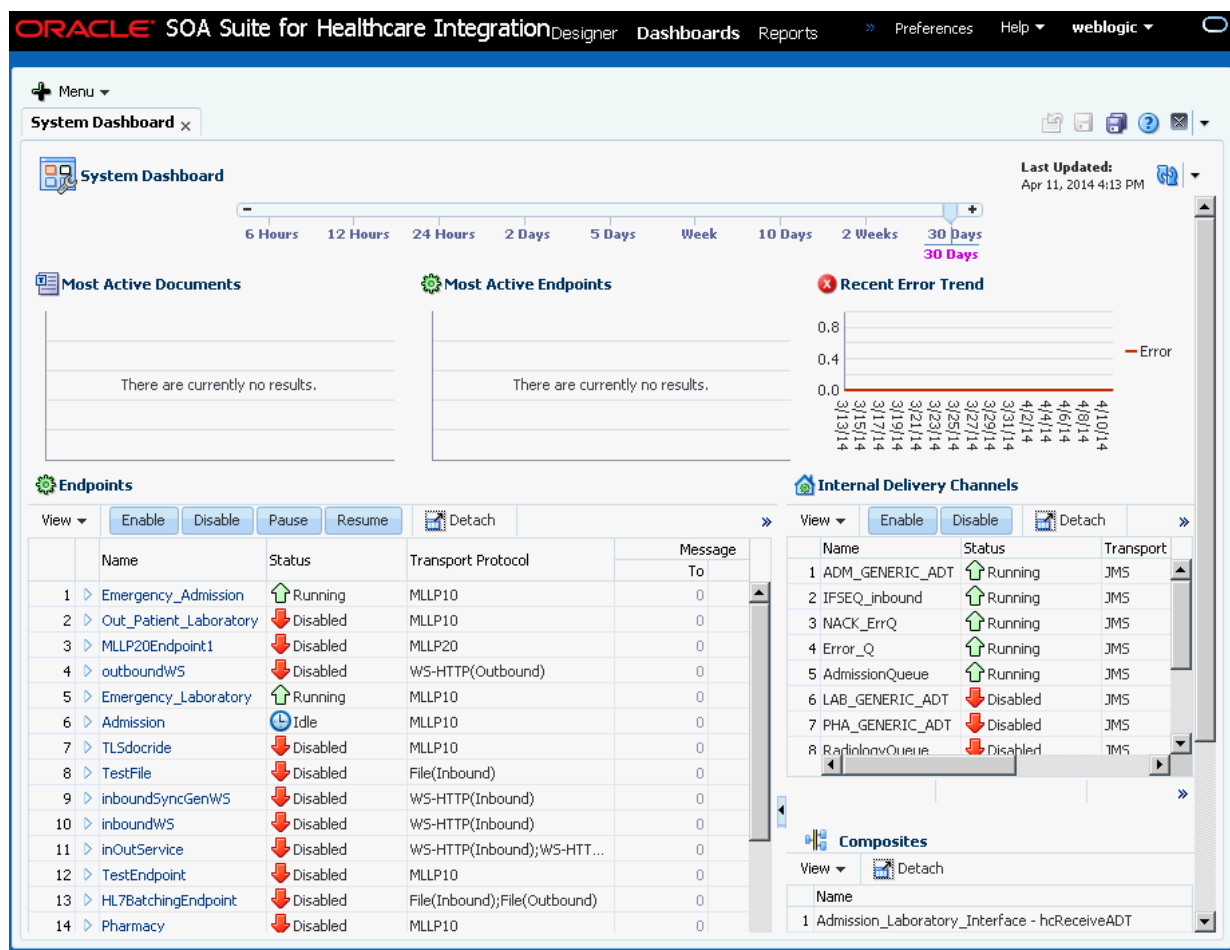 ORACLE SOA Suite for Healthcare Integration Designer Dashboards Reports » Preferences Help weblogic
Menu
System Dashboard x
System Dashboard
Last Updated:
Apr 11, 2014 4:13 PM
6 Hours 12 Hours 24 Hours 2 Days 5 Days Week 10 Days 2 Weeks 30 Days
30 Days
Most Active Documents
There are currently no results.
Most Active Endpoints
There are currently no results.
Recent Error Trend
0.8
0.4
0.0
Error
3/13/14 3/15/14 3/17/14 3/19/14 3/21/14 3/23/14 3/25/14 3/27/14 3/29/14 3/31/14 4/2/14 4/4/14 4/6/14 4/8/14 4/10/14
Endpoints
View Enable Disable Pause Resume Detach »
Name Status Transport Protocol Message
To
1 Emergency_Admission Running MLLP10 0
2 Out_Patient_Laboratory Disabled MLLP10 0
3 MLLP20Endpoint1 Disabled MLLP20 0
4 outboundWS Disabled WS-HTTP(Outbound) 0
5 Emergency_Laboratory Running MLLP10 0
6 Admission Idle MLLP10 0
7 TLSdocride Disabled MLLP10 0
8 TestFile Disabled File(Inbound) 0
9 inboundSyncGenWS Disabled WS-HTTP(Inbound) 0
10 inboundWS Disabled WS-HTTP(Inbound) 0
11 inOutService Disabled WS-HTTP(Inbound);WS-HTT... 0
12 TestEndpoint Disabled MLLP10 0
13 HL7BatchingEndpoint Disabled File(Inbound);File(Outbound) 0
14 Pharmacy Disabled MLLP10 0
Internal Delivery Channels
View Enable Disable Detach »
Name Status Transport
1 ADM_GENERIC_ADT Running JMS
2 IFSEQ_inbound Running JMS
3 NACK_ErrQ Running JMS
4 Error_Q Running JMS
5 AdmissionQueue Running JMS
6 LAB_GENERIC_ADT Disabled JMS
7 PHA_GENERIC_ADT Disabled JMS
8 RadiologyQueue Disabled JMS
»
Composites
View Detach
Name
1 Admission_Laboratory_Interface - hcReceiveADT